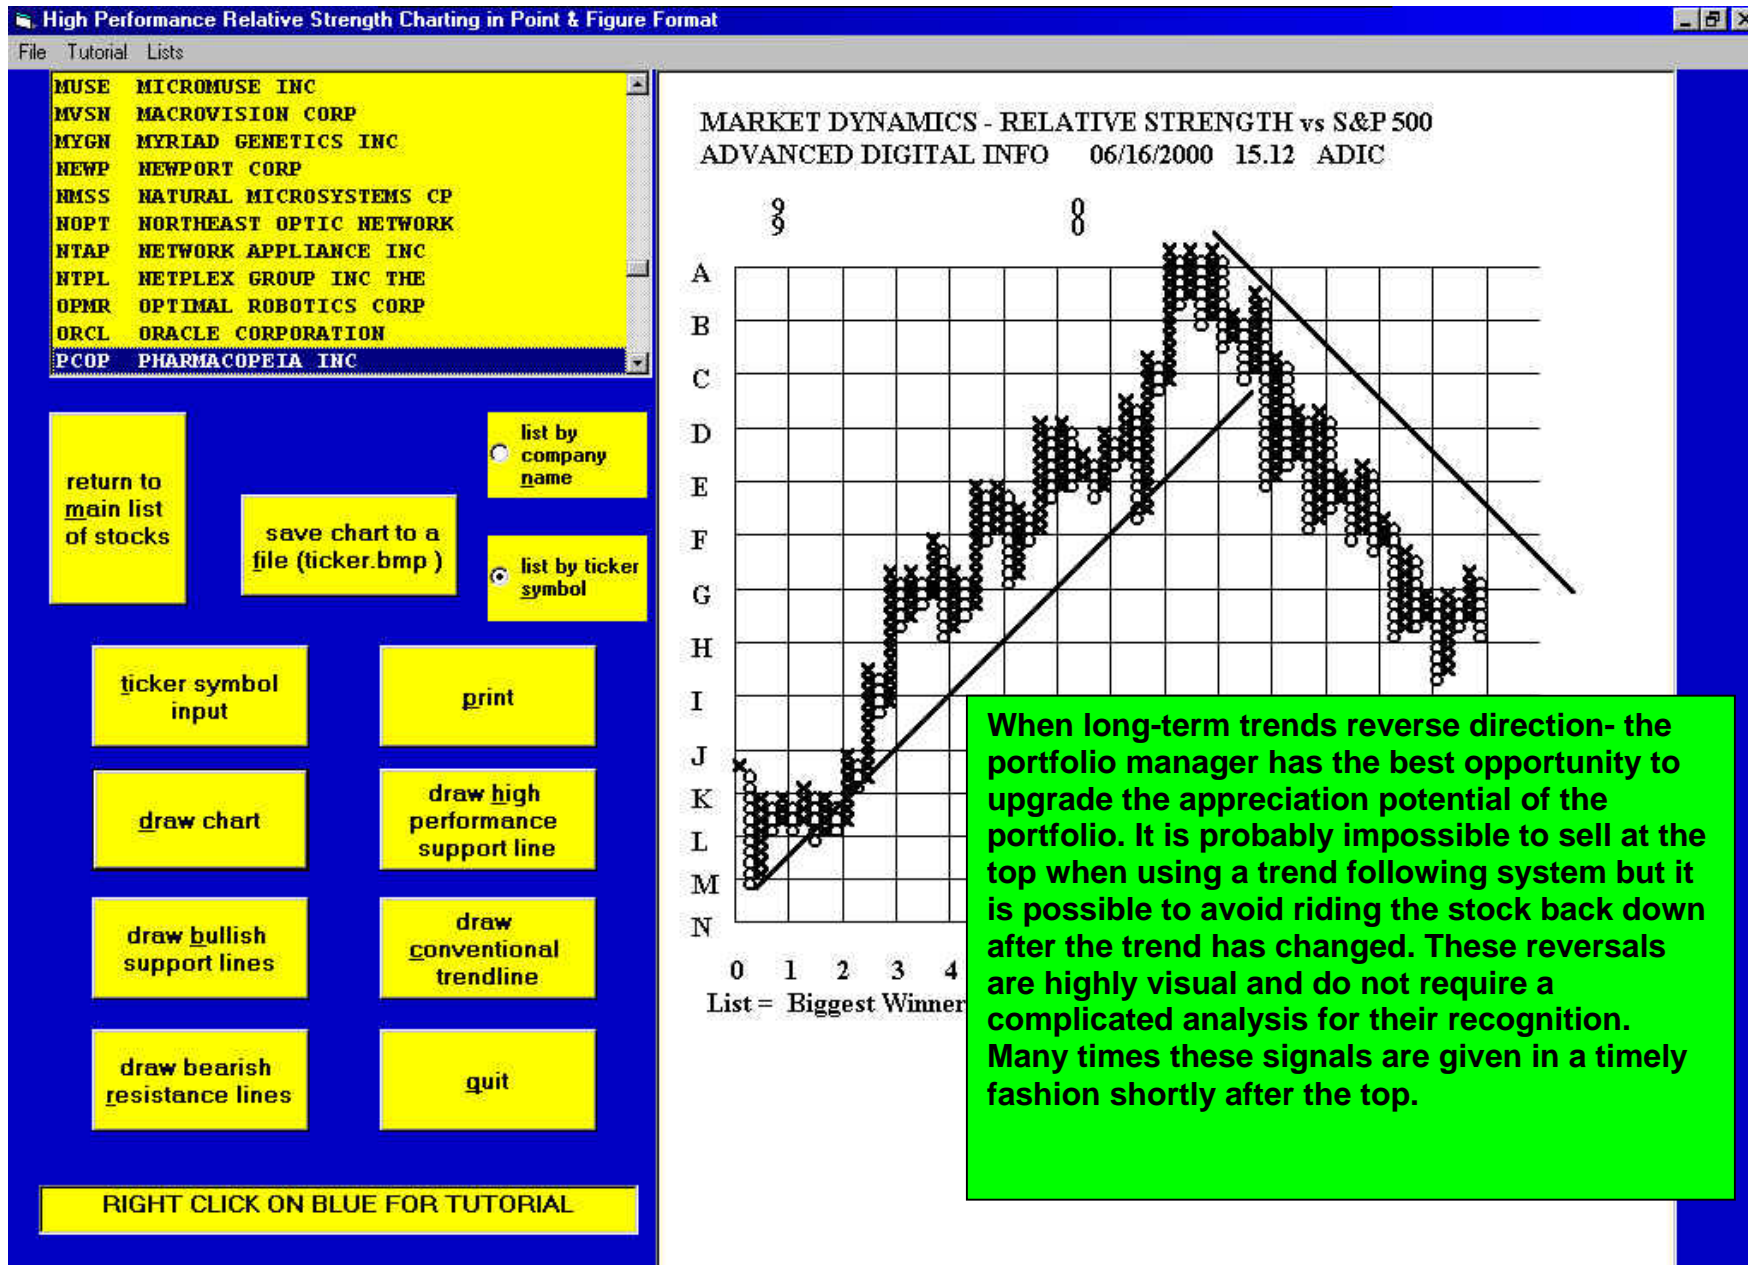 High Performance Relative Strength Charting in Point & Figure Format
File Tutorial Lists
MUSE MICROMUSE INC
MVSN MACROVISION CORP
MYGN MYRIAD GENETICS INC
NEWP NEWPORT CORP
NMSS NATURAL MICROSYSTEMS CP
NOPT NORTHEAST OPTIC NETWORK
NTAP NETWORK APPLIANCE INC
NTPL NETPLEX GROUP INC THE
OPMR OPTIMAL ROBOTICS CORP
ORCL ORACLE CORPORATION
PCOP PHARMACOPEIA INC
return to
main list
of stocks
save chart to a
file (ticker.bmp )
list by
company
name
list by ticker
symbol
ticker symbol
input
print
draw chart
draw high
performance
support line
draw bullish
support lines
draw
conventional
trendline
draw bearish
resistance lines
quit
RIGHT CLICK ON BLUE FOR TUTORIAL
MARKET DYNAMICS - RELATIVE STRENGTH vs S&P 500
ADVANCED DIGITAL INFO 06/16/2000 15.12 ADIC
9 0
9 0
A
B
C
D
E
F
G
H
I
J
K
L
M
N
0 1 2 3 4
List = Biggest Winner
When long-term trends reverse direction- the
portfolio manager has the best opportunity to
upgrade the appreciation potential of the
portfolio. It is probably impossible to sell at the
top when using a trend following system but it
is possible to avoid riding the stock back down
after the trend has changed. These reversals
are highly visual and do not require a
complicated analysis for their recognition.
Many times these signals are given in a timely
fashion shortly after the top.